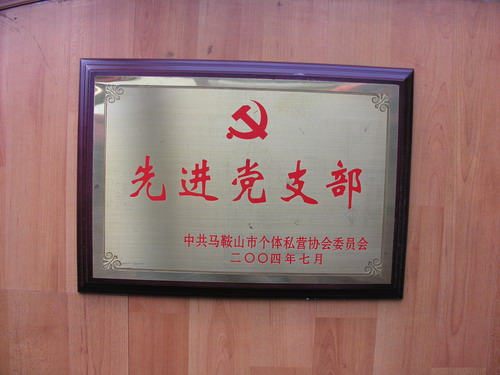 先进党支部
中共马鞍山市个体私营协会委员会
二〇〇四年七月